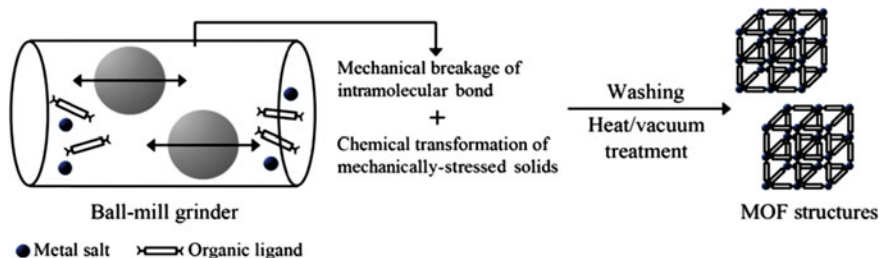 Mechanical breakage of
intramolecular bond
+
Chemical transformation of
mechanically-stressed solids
Washing
Heat/vacuum
treatment
Ball-mill grinder
MOF structures
Metal salt
Organic ligand